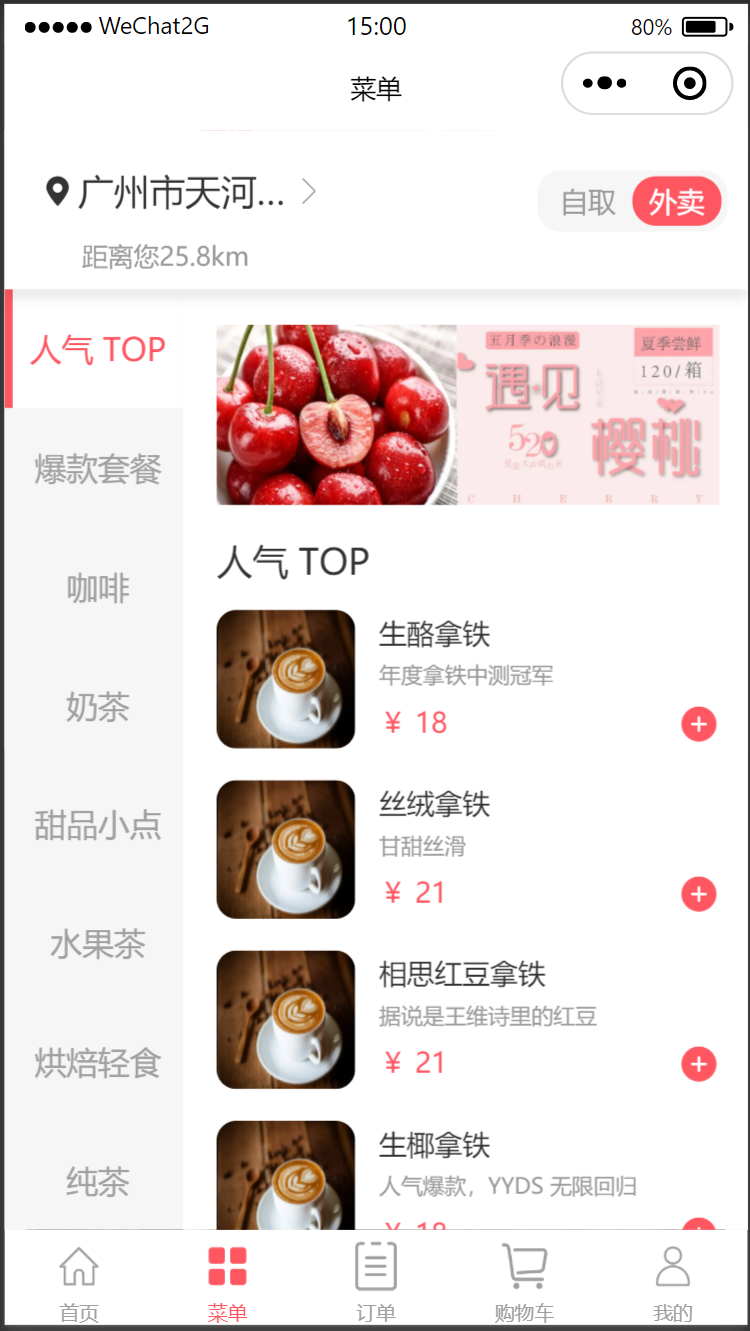 WeChat2G 15:00 80%
菜单
广州市天河...
自取 外卖
距离您25.8km
人气 TOP
爆款套餐
咖啡
奶茶
甜品小点
水果茶
烘焙轻食
纯茶
五月季の浪漫
遇见
520
夏季尝鲜
120/箱
樱桃
CHERRY
人气 TOP
生酪拿铁
年度拿铁中测冠军
¥ 18
丝绒拿铁
甘甜丝滑
¥ 21
相思红豆拿铁
据说是王维诗里的红豆
¥ 21
生椰拿铁
人气爆款，YYDS 无限回归
¥ 18
首页 菜单 订单 购物车 我的